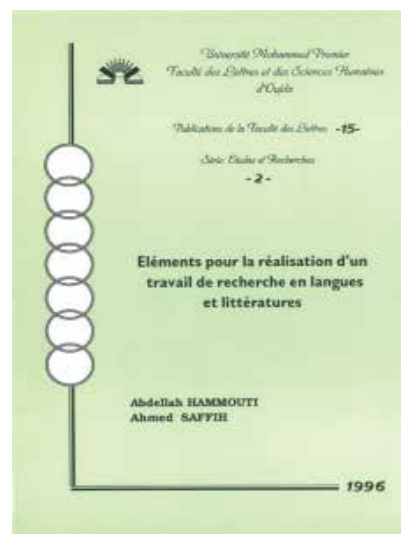 Université Mohammed Premier
Faculté des Lettres et des Sciences Humaines
d'Oujda
Publications de la Faculté des Lettres -15-
Série: Etudes et Recherches
- 2 -
Eléments pour la réalisation d'un
travail de recherche en langues
et littératures
Abdellah HAMMOUTI
Ahmed SAFFIH
1996